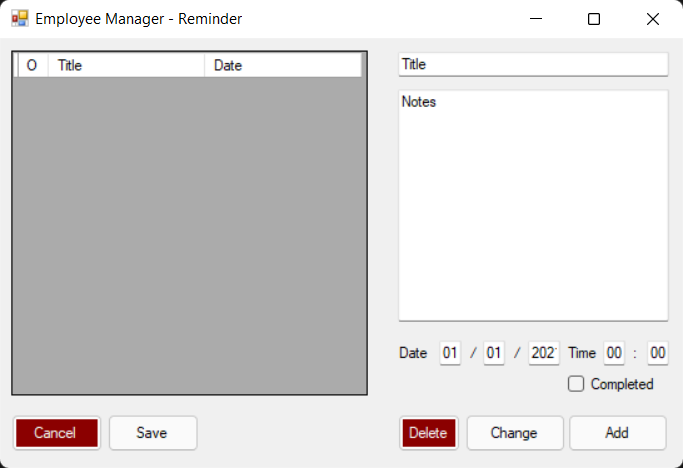 Employee Manager - Reminder
O Title Date
Title
Notes
Date 01 / 01 / 202 Time 00 : 00
Completed
Cancel Save Delete Change Add